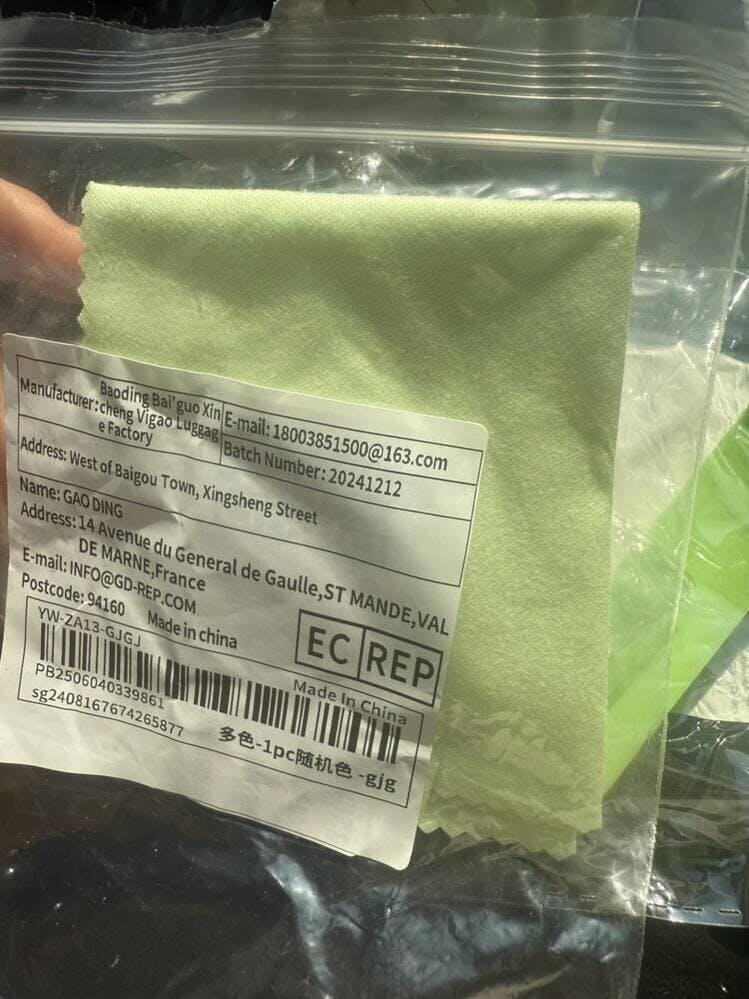 Manufacturer: Baoding Bai'guo Xin
cheng Vigao Luggag
e Factory
E-mail: 18003851500@163.com
Batch Number: 20241212
Address: West of Baigou Town, Xingsheng Street
Name: GAO DING
Address: 14 Avenue du General de Gaulle,ST MANDE,VAL
DE MARNE,France
E-mail: INFO@GD-REP.COM
Postcode: 94160
Made in china
EC REP
YW-ZA13-GJGJ
Made In China
PB2506040339861
sg2408167674265877
多色-1pc随机色 -gjg